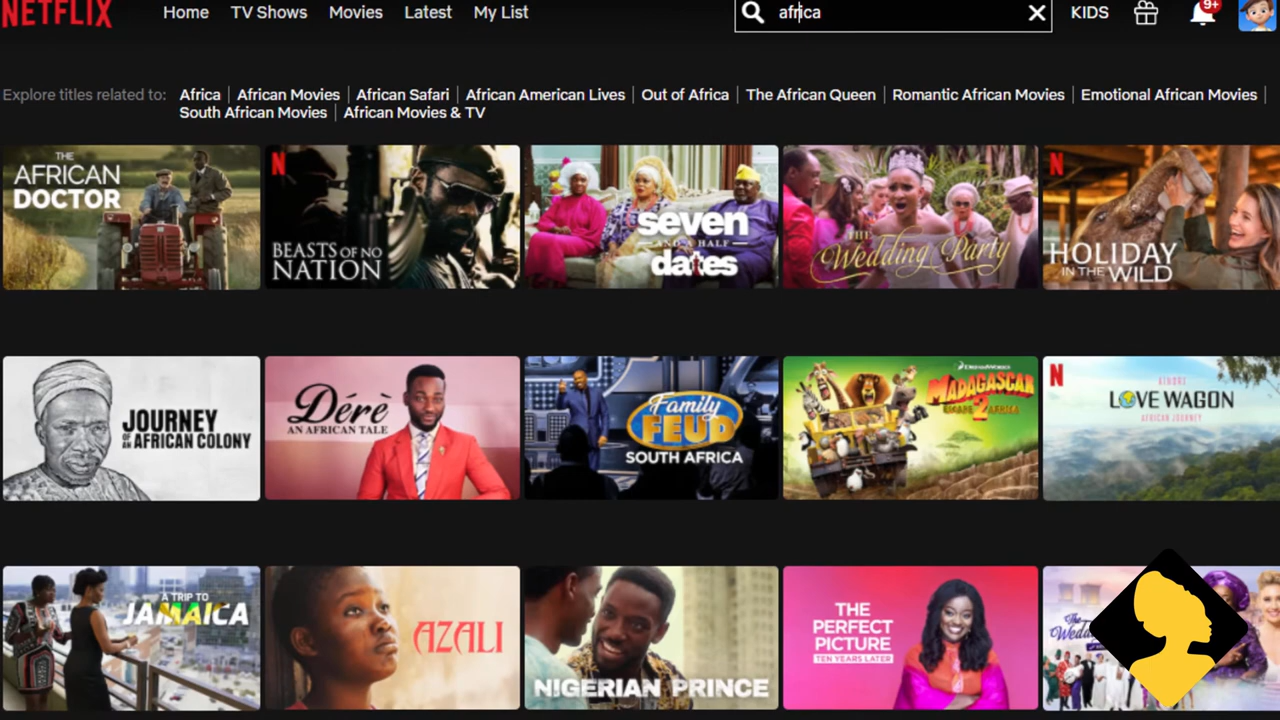 NETFLIX Home TV Shows Movies Latest My List africa KIDS 9+
Explore titles related to: Africa | African Movies | African Safari | African American Lives | Out of Africa | The African Queen | Romantic African Movies | Emotional African Movies |
South African Movies | African Movies & TV
THE
AFRICAN
DOCTOR
N
BEASTS OF NO
NATION
seven
AND A HALF
dates
THE
Wedding Party
N
HOLIDAY
IN THE WILD
JOURNEY
OF AN AFRICAN COLONY
Dérè
AN AFRICAN TALE
Family
FEUD
SOUTH AFRICA
DREAMWORKS
MADAGASCAR
ESCAPE 2 AFRICA
N
AINORI
LOVE WAGON
AFRICAN JOURNEY
A TRIP TO
JAMAICA
AZALI
NIGERIAN PRINCE
THE
PERFECT
PICTURE
TEN YEARS LATER
The